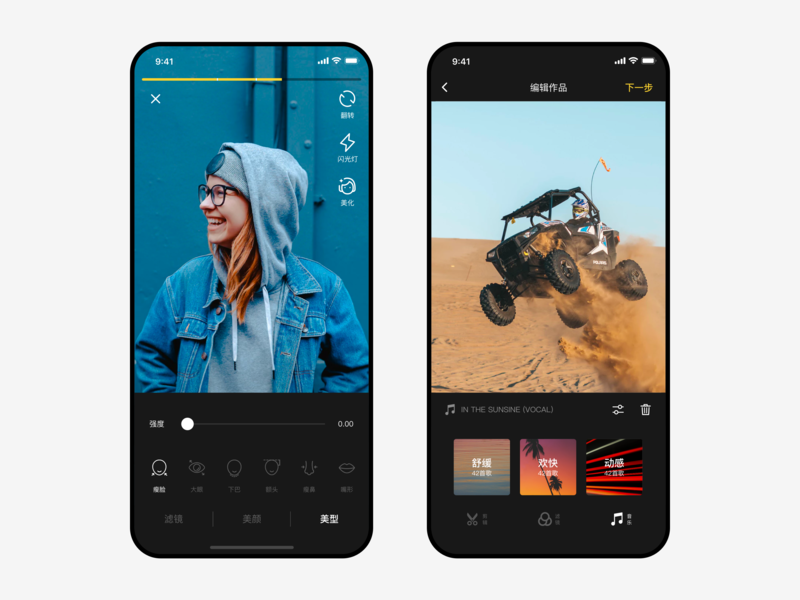 9:41
翻转
闪光灯
美化
强度
0.00
瘦脸
大眼
下巴
额头
瘦鼻
嘴形
滤镜
美颜
美型
9:41
编辑作品
下一步
POLARIS
IN THE SUNSINE (VOCAL)
舒缓
42首歌
欢快
42首歌
动感
42首歌
剪辑
滤镜
音乐